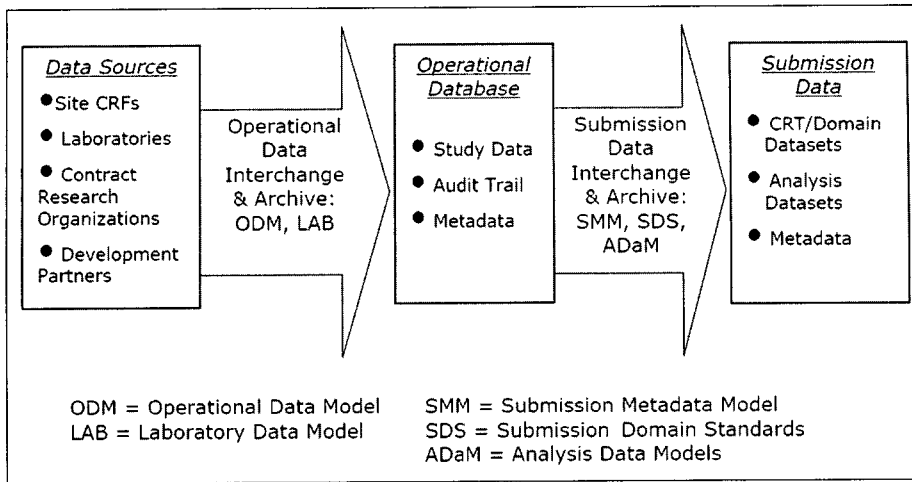 Data Sources
● Site CRFs
● Laboratories
● Contract
Research
Organizations
● Development
Partners
Operational
Data
Interchange
& Archive:
ODM, LAB
Operational
Database
● Study Data
● Audit Trail
● Metadata
Submission
Data
Interchange
& Archive:
SMM, SDS,
ADaM
Submission
Data
● CRT/Domain
Datasets
● Analysis
Datasets
● Metadata
ODM = Operational Data Model
LAB = Laboratory Data Model
SMM = Submission Metadata Model
SDS = Submission Domain Standards
ADaM = Analysis Data Models